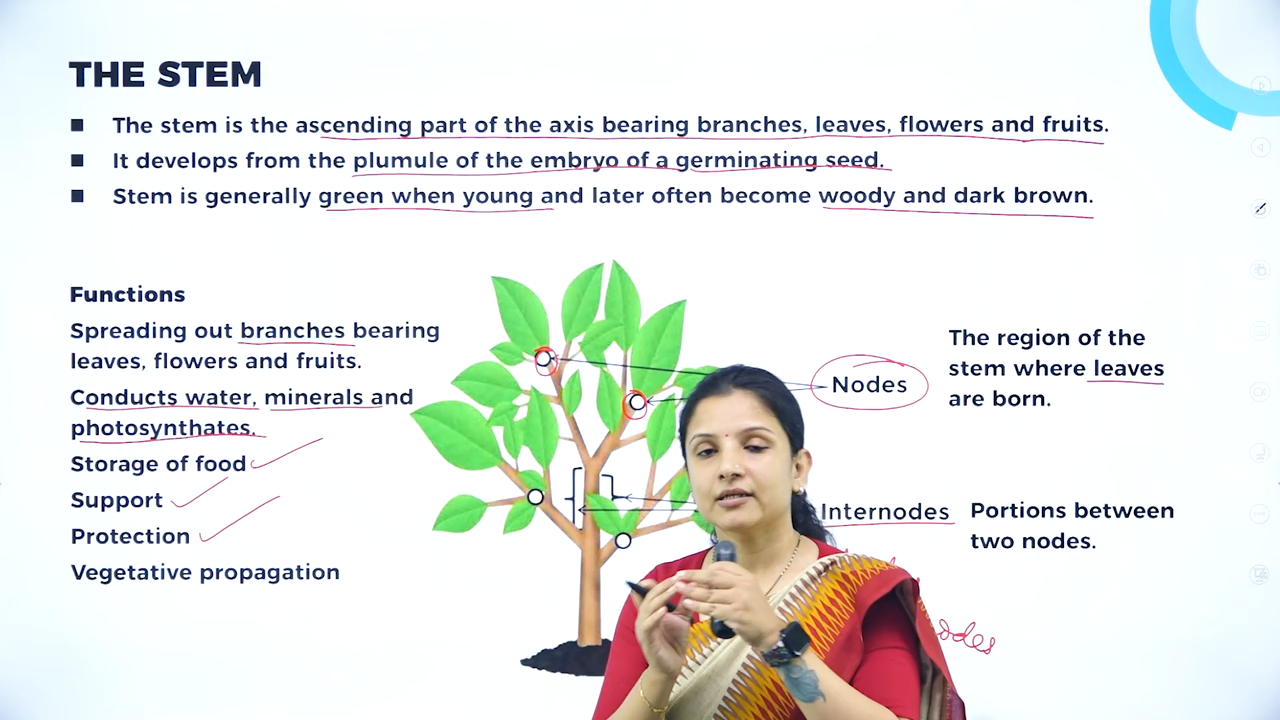 THE STEM
The stem is the ascending part of the axis bearing branches, leaves, flowers and fruits.
It develops from the plumule of the embryo of a germinating seed.
Stem is generally green when young and later often become woody and dark brown.
Functions
Spreading out branches bearing
leaves, flowers and fruits.
Conducts water, minerals and
photosynthates.
Storage of food
Support
Protection
Vegetative propagation
Nodes
The region of the
stem where leaves
are born.
Internodes
Portions between
two nodes.